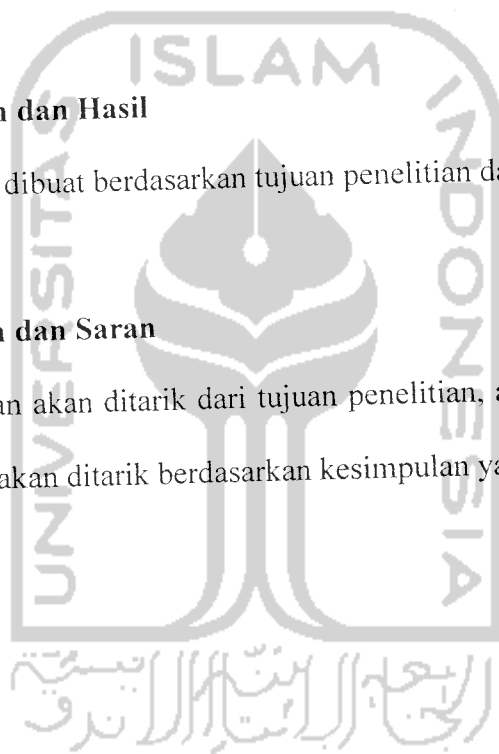 ISLAM
UNIVERSITAS
INDONESIA
n dan Hasil
dibuat berdasarkan tujuan penelitian da
n dan Saran
an akan ditarik dari tujuan penelitian, a
akan ditarik berdasarkan kesimpulan ya